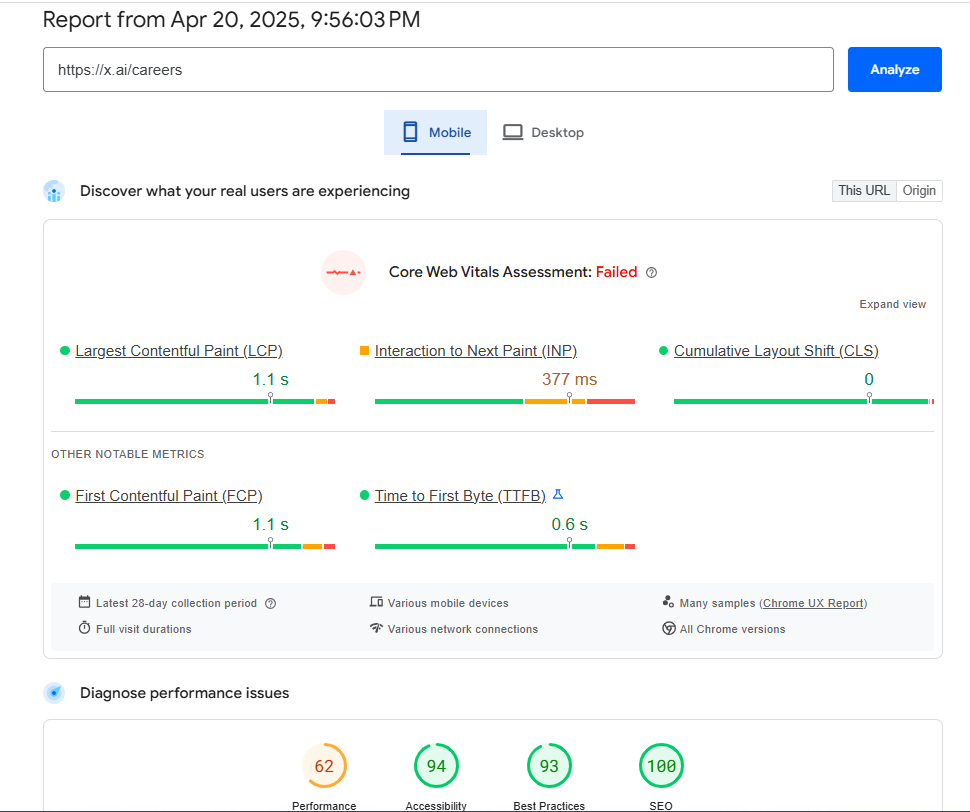 Report from Apr 20, 2025, 9:56:03 PM
https://x.ai/careers
Analyze
Mobile
Desktop
Discover what your real users are experiencing
This URL
Origin
Core Web Vitals Assessment: Failed
Expand view
Largest Contentful Paint (LCP)
1.1 s
Interaction to Next Paint (INP)
377 ms
Cumulative Layout Shift (CLS)
0
OTHER NOTABLE METRICS
First Contentful Paint (FCP)
1.1 s
Time to First Byte (TTFB)
0.6 s
Latest 28-day collection period
Various mobile devices
Many samples (Chrome UX Report)
Full visit durations
Various network connections
All Chrome versions
Diagnose performance issues
62
94
93
100
Performance
Accessibility
Best Practices
SEO